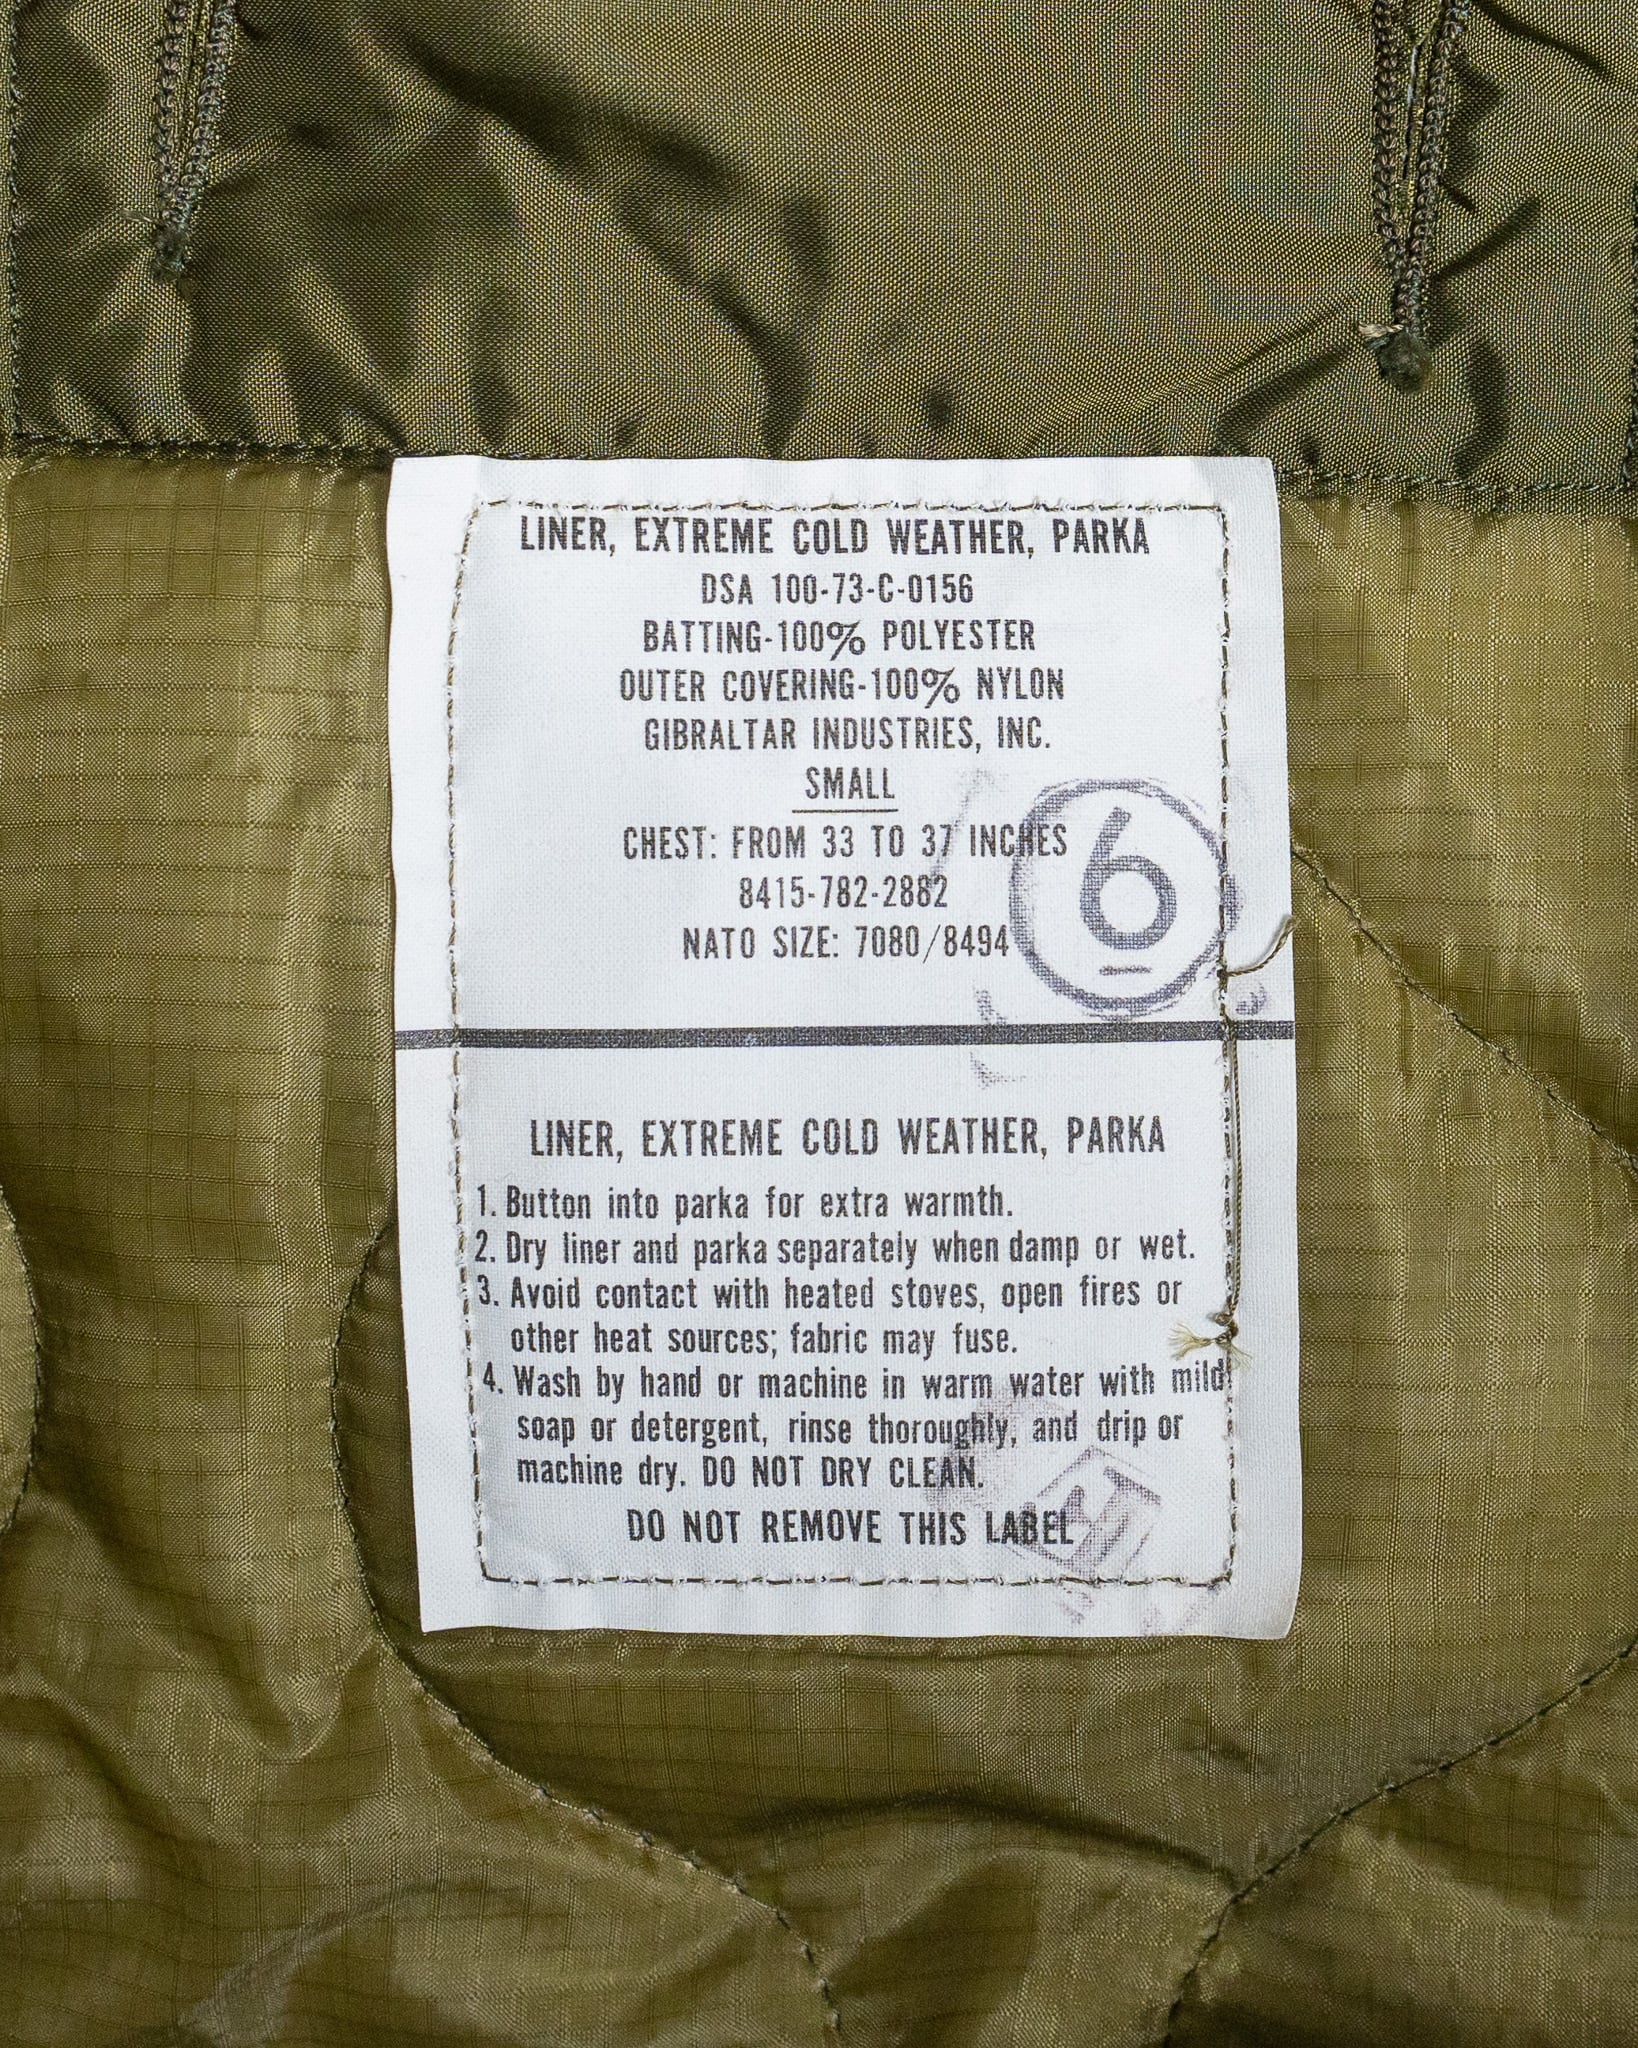 LINER, EXTREME COLD WEATHER, PARKA
DSA 100-73-C-0156
BATTING-100% POLYESTER
OUTER COVERING-100% NYLON
GIBRALTAR INDUSTRIES, INC.
SMALL
CHEST: FROM 33 TO 37 INCHES
8415-782-2882
NATO SIZE: 7080/8494
6
LINER, EXTREME COLD WEATHER, PARKA
1. Button into parka for extra warmth.
2. Dry liner and parka separately when damp or wet.
3. Avoid contact with heated stoves, open fires or
other heat sources; fabric may fuse.
4. Wash by hand or machine in warm water with mild
soap or detergent, rinse thoroughly, and drip or
machine dry. DO NOT DRY CLEAN.
DO NOT REMOVE THIS LABEL